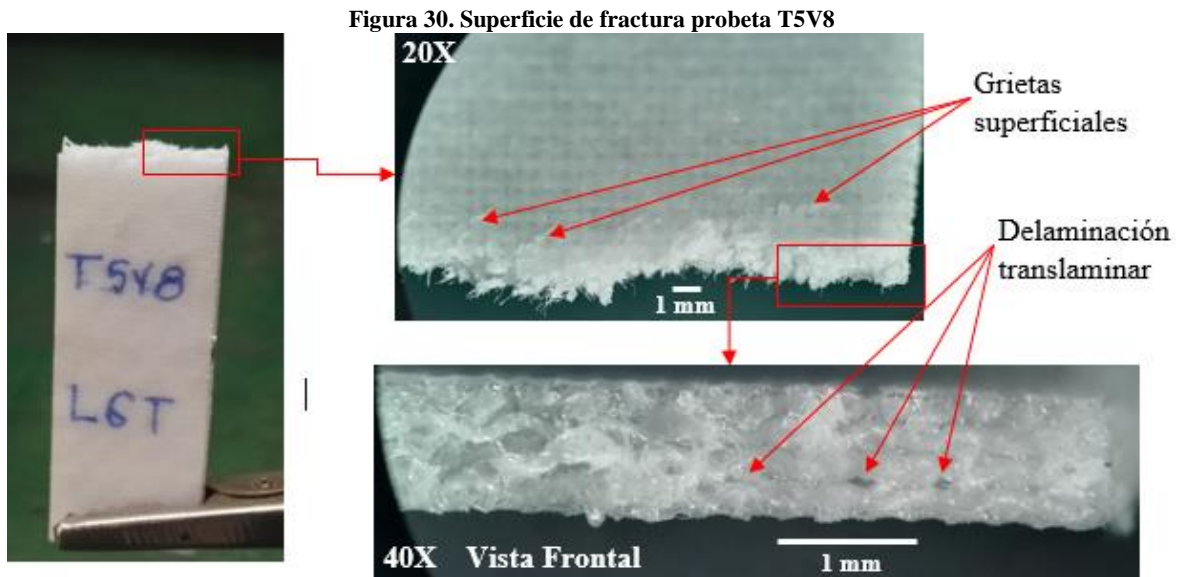 Figura 30. Superficie de fractura probeta T5V8
20X
Grietas
superficiales
1 mm
Delaminación
translaminar
T5V8
L6T
40X Vista Frontal
1 mm